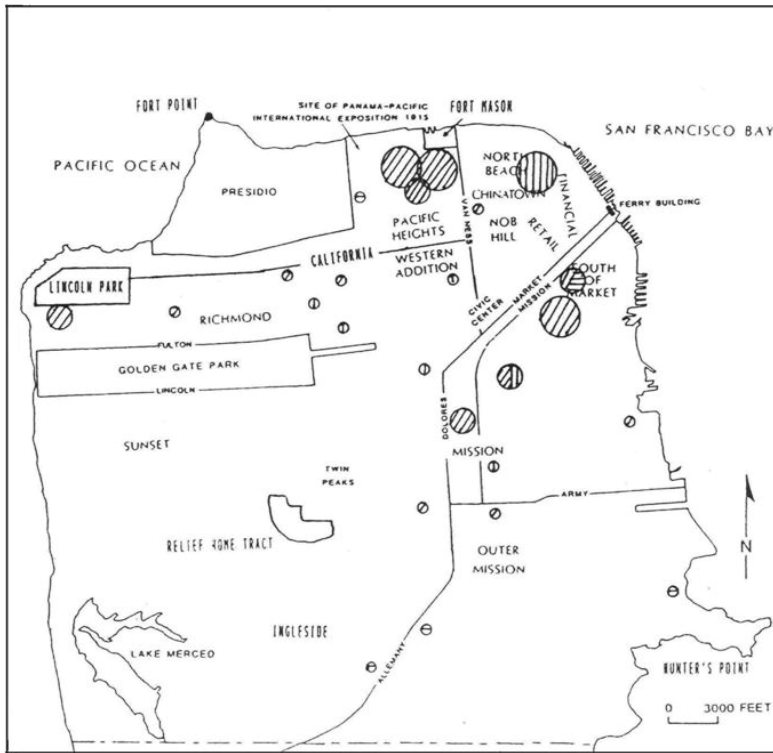 SITE OF PANAMA-PACIFIC
INTERNATIONAL EXPOSITION 1915
FORT POINT
FORT MASON
SAN FRANCISCO BAY
PACIFIC OCEAN
PRESIDIO
NORTH
BEACH
CHINATOWN
FINANCIAL
FERRY BUILDING
VAN NESS
NOB
HILL
RETAIL
PACIFIC
HEIGHTS
CALIFORNIA
WESTERN
ADDITION
LINCOLN PARK
SOUTH
OF
MARKET
CIVIC
CENTER
MARKET
MISSION
RICHMOND
FULTON
GOLDEN GATE PARK
LINCOLN
DOLORES
SUNSET
MISSION
TWIN
PEAKS
ARMY
RELIEF HOME TRACT
OUTER
MISSION
N
INGLESIDE
LAKE MERCED
ALLEMANY
HUNTER'S POINT
0 3000 FEET